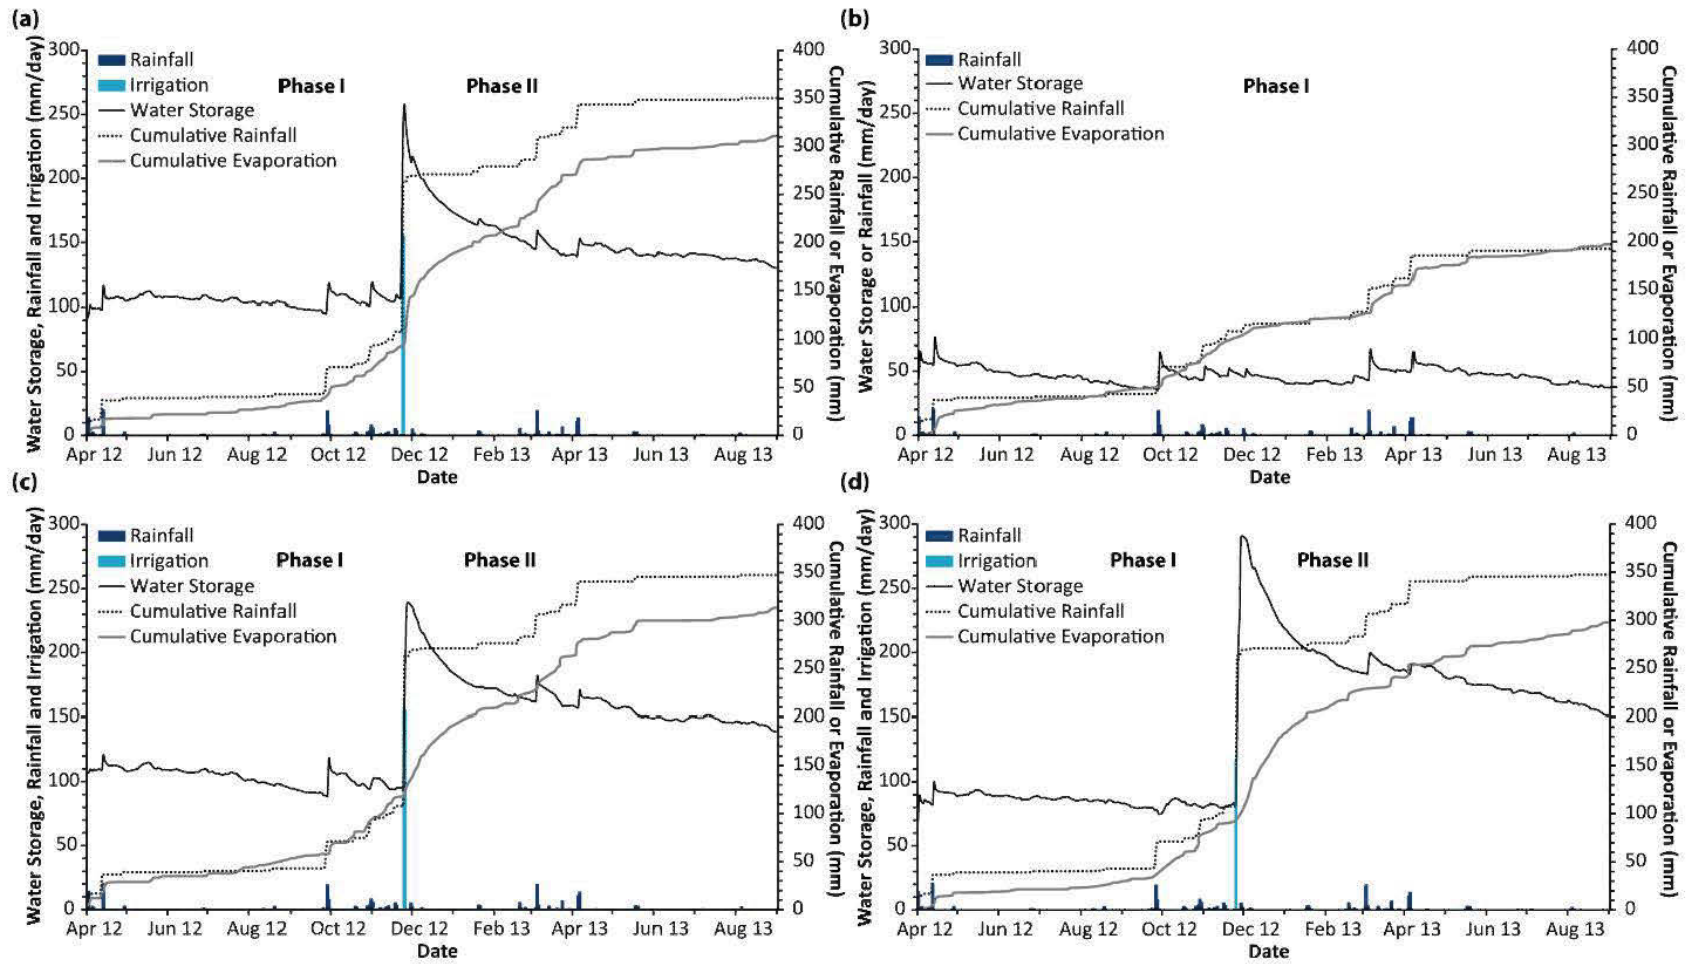 (a)
Water Storage, Rainfall and Irrigation (mm/day)
300
250
200
150
100
50
0
Rainfall
Irrigation
Water Storage
Cumulative Rainfall
Cumulative Evaporation
Phase I
Phase II
400
350
300
250
200
150
100
50
0
Cumulative Rainfall or Evaporation (mm)
Apr 12 Jun 12 Aug 12 Oct 12 Dec 12 Feb 13 Apr 13 Jun 13 Aug 13
Date
(b)
Water Storage or Rainfall (mm/day)
300
250
200
150
100
50
0
Rainfall
Water Storage
Cumulative Rainfall
Cumulative Evaporation
Phase I
400
350
300
250
200
150
100
50
0
Cumulative Rainfall or Evaporation (mm)
Apr 12 Jun 12 Aug 12 Oct 12 Dec 12 Feb 13 Apr 13 Jun 13 Aug 13
Date
(c)
Water Storage, Rainfall and Irrigation (mm/day)
300
250
200
150
100
50
0
Rainfall
Irrigation
Water Storage
Cumulative Rainfall
Cumulative Evaporation
Phase I
Phase II
400
350
300
250
200
150
100
50
0
Cumulative Rainfall or Evaporation (mm)
Apr 12 Jun 12 Aug 12 Oct 12 Dec 12 Feb 13 Apr 13 Jun 13 Aug 13
Date
(d)
Water Storage, Rainfall and Irrigation (mm/day)
300
250
200
150
100
50
0
Rainfall
Irrigation
Water Storage
Cumulative Rainfall
Cumulative Evaporation
Phase I
Phase II
400
350
300
250
200
150
100
50
0
Cumulative Rainfall or Evaporation (mm)
Apr 12 Jun 12 Aug 12 Oct 12 Dec 12 Feb 13 Apr 13 Jun 13 Aug 13
Date